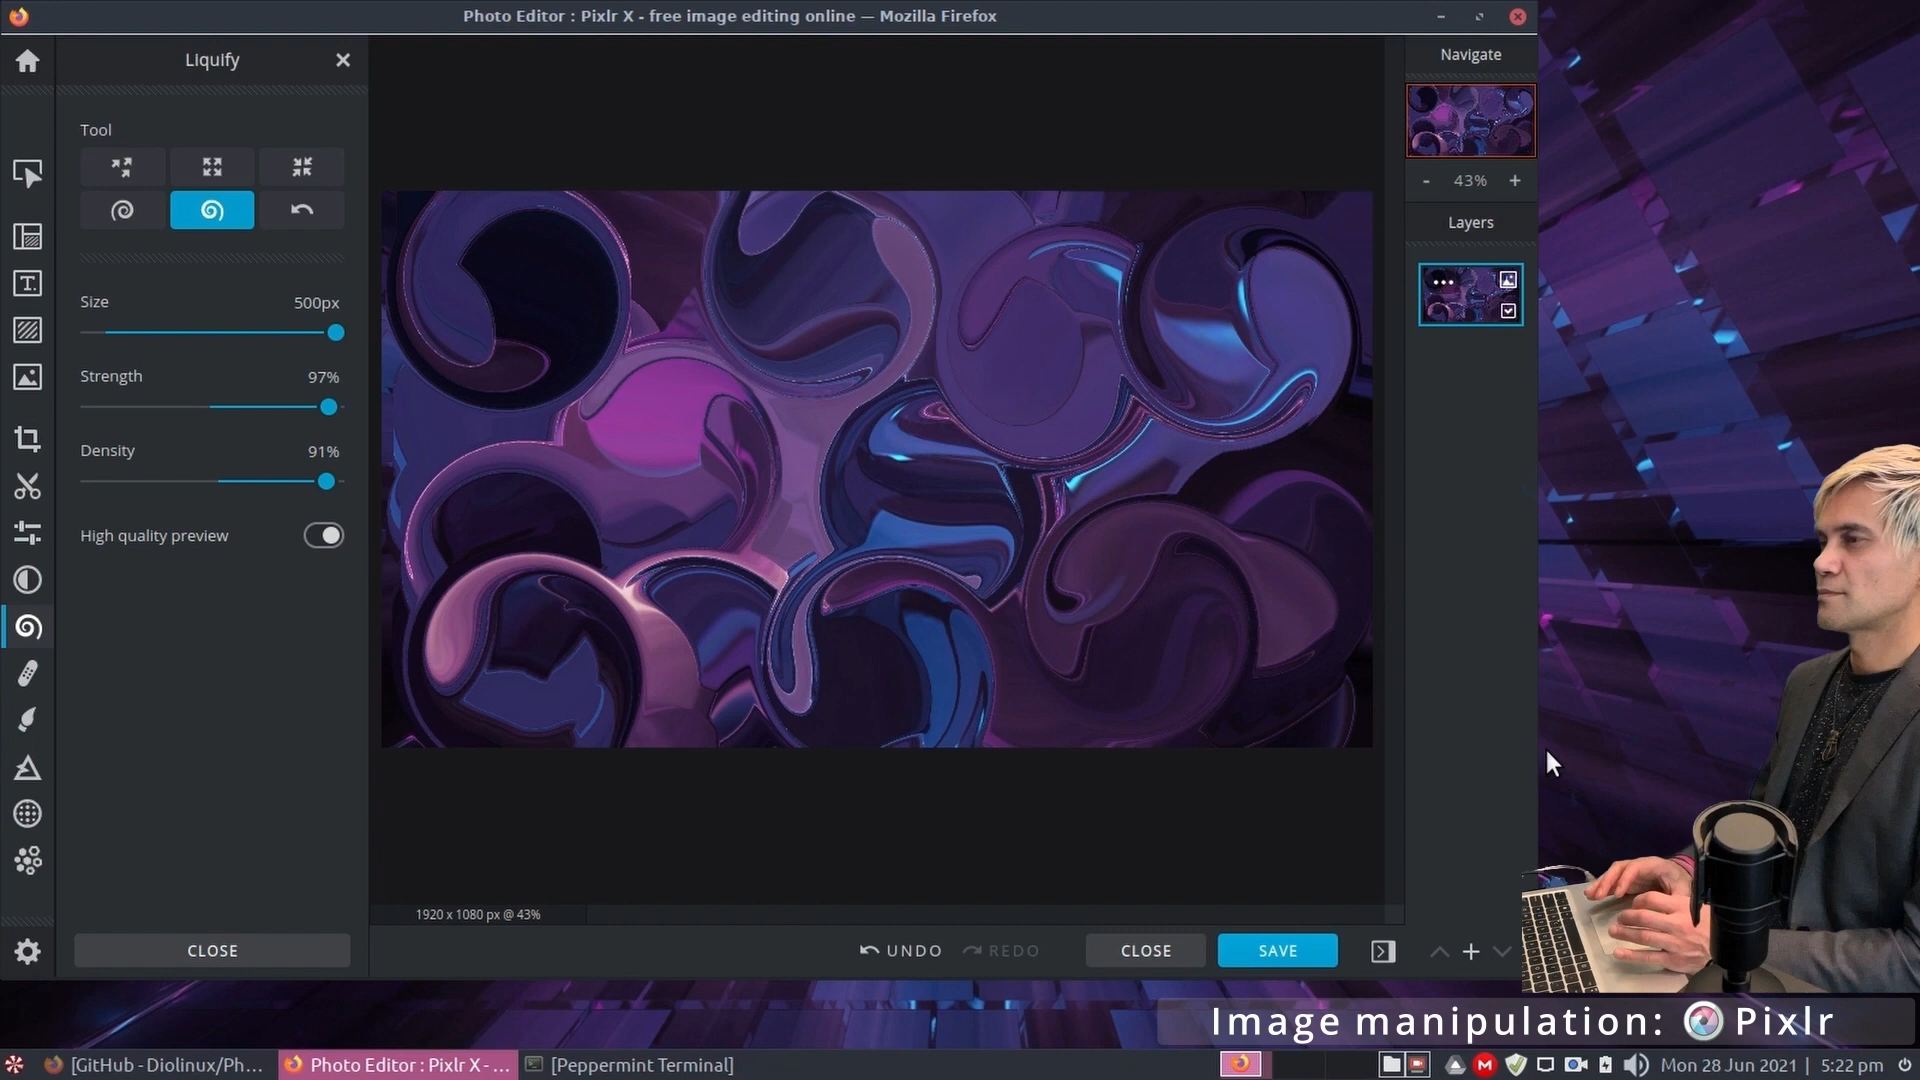 Photo Editor : Pixlr X - free image editing online — Mozilla Firefox
Liquify
Navigate
Tool
- 43% +
Layers
Size 500px
Strength 97%
Density 91%
High quality preview
1920 x 1080 px @ 43%
CLOSE
UNDO REDO CLOSE SAVE
Image manipulation: Pixlr
[GitHub - Diolinux/Ph... Photo Editor : Pixlr X - ... [Peppermint Terminal] Mon 28 Jun 2021 | 5:22 pm